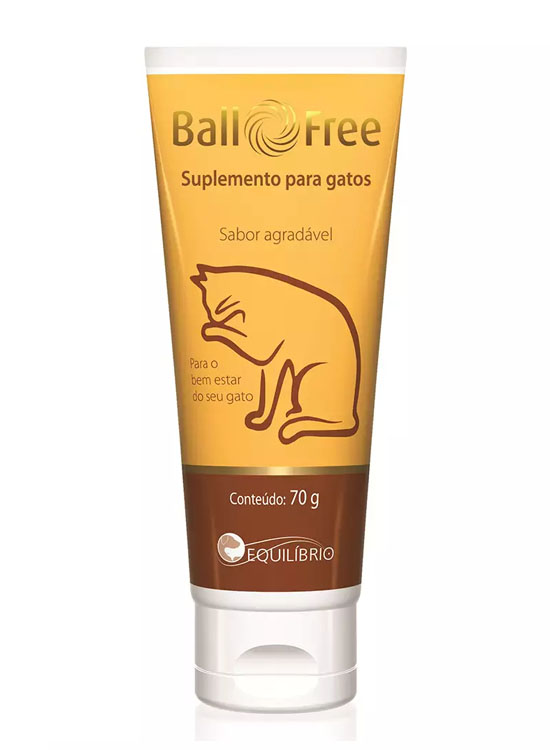 Ball Free
Suplemento para gatos
Sabor agradável
Para o
bem estar
do seu gato
Conteúdo: 70 g
EQUILÍBRIO